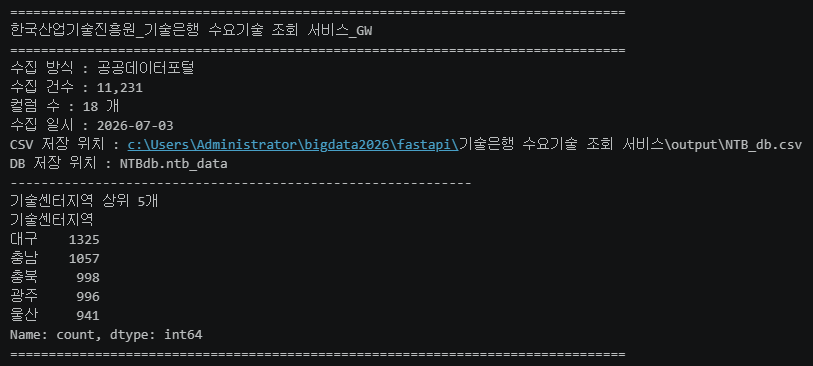 ================================================================================
한국산업기술진흥원_기술은행 수요기술 조회 서비스_GW
================================================================================
수집 방식 : 공공데이터포털
수집 건수 : 11,231
컬럼 수 : 18 개
수집 일시 : 2026-07-03
CSV 저장 위치 : c:\Users\Administrator\bigdata2026\fastapi\기술은행 수요기술 조회 서비스\output\NTB_db.csv
DB 저장 위치 : NTBdb.ntb_data
------------------------------------------------------------
기술센터지역 상위 5개
기술센터지역
대구    1325
충남    1057
충북     998
광주     996
울산     941
Name: count, dtype: int64
================================================================================